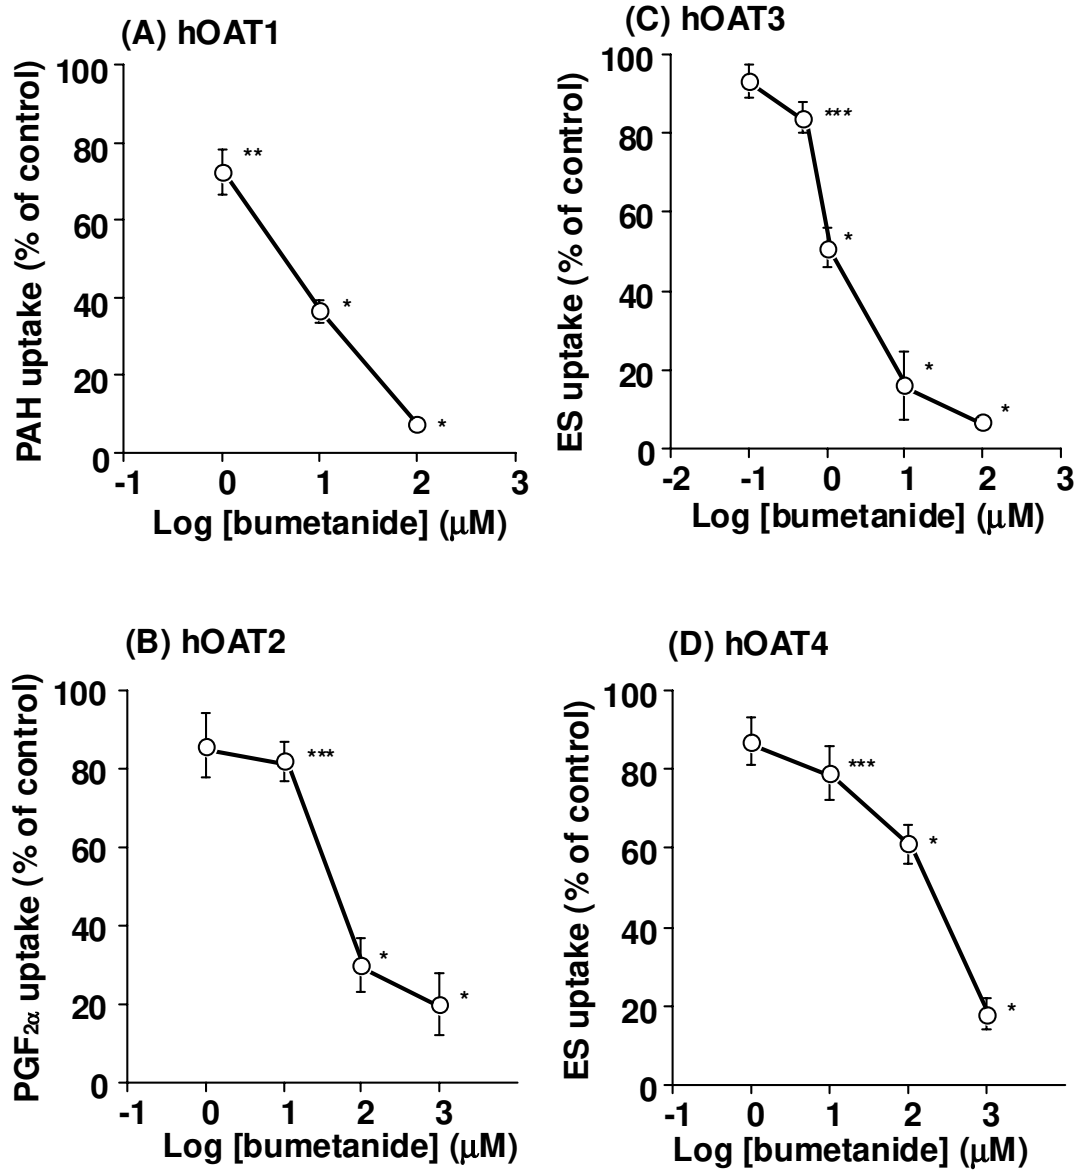 (A) hOAT1
PAH uptake (% of control)
100
80
60
40
20
0
**
*
*
-1 0 1 2 3
Log [bumetanide] (μM)
(C) hOAT3
ES uptake (% of control)
100
80
60
40
20
0
***
*
*
*
-2 -1 0 1 2 3
Log [bumetanide] (μM)
(B) hOAT2
PGF2α uptake (% of control)
100
80
60
40
20
0
***
*
*
-1 0 1 2 3
Log [bumetanide] (μM)
(D) hOAT4
ES uptake (% of control)
100
80
60
40
20
0
***
*
*
-1 0 1 2 3
Log [bumetanide] (μM)